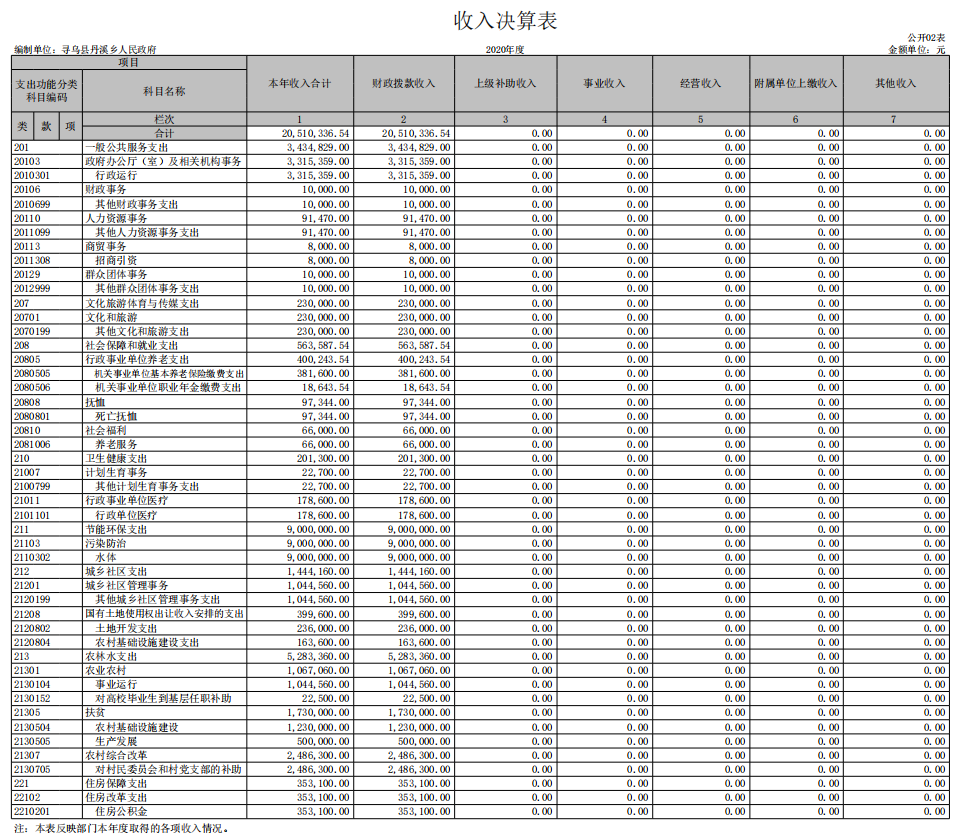 收入决算表
公开02表
编制单位：寻乌县丹溪乡人民政府 2020年度 金额单位：元
项目 本年收入合计 财政拨款收入 上级补助收入 事业收入 经营收入 附属单位上缴收入 其他收入
支出功能分类科目编码 科目名称
类 款 项 栏次 1 2 3 4 5 6 7
合计 20,510,336.54 20,510,336.54 0.00 0.00 0.00 0.00 0.00
201 一般公共服务支出 3,434,829.00 3,434,829.00 0.00 0.00 0.00 0.00 0.00
20103 政府办公厅（室）及相关机构事务 3,315,359.00 3,315,359.00 0.00 0.00 0.00 0.00 0.00
2010301 行政运行 3,315,359.00 3,315,359.00 0.00 0.00 0.00 0.00 0.00
20106 财政事务 10,000.00 10,000.00 0.00 0.00 0.00 0.00 0.00
2010699 其他财政事务支出 10,000.00 10,000.00 0.00 0.00 0.00 0.00 0.00
20110 人力资源事务 91,470.00 91,470.00 0.00 0.00 0.00 0.00 0.00
2011099 其他人力资源事务支出 91,470.00 91,470.00 0.00 0.00 0.00 0.00 0.00
20113 商贸事务 8,000.00 8,000.00 0.00 0.00 0.00 0.00 0.00
2011308 招商引资 8,000.00 8,000.00 0.00 0.00 0.00 0.00 0.00
20129 群众团体事务 10,000.00 10,000.00 0.00 0.00 0.00 0.00 0.00
2012999 其他群众团体事务支出 10,000.00 10,000.00 0.00 0.00 0.00 0.00 0.00
207 文化旅游体育与传媒支出 230,000.00 230,000.00 0.00 0.00 0.00 0.00 0.00
20701 文化和旅游 230,000.00 230,000.00 0.00 0.00 0.00 0.00 0.00
2070199 其他文化和旅游支出 230,000.00 230,000.00 0.00 0.00 0.00 0.00 0.00
208 社会保障和就业支出 563,587.54 563,587.54 0.00 0.00 0.00 0.00 0.00
20805 行政事业单位养老支出 400,243.54 400,243.54 0.00 0.00 0.00 0.00 0.00
2080505 机关事业单位基本养老保险缴费支出 381,600.00 381,600.00 0.00 0.00 0.00 0.00 0.00
2080506 机关事业单位职业年金缴费支出 18,643.54 18,643.54 0.00 0.00 0.00 0.00 0.00
20808 抚恤 97,344.00 97,344.00 0.00 0.00 0.00 0.00 0.00
2080801 死亡抚恤 97,344.00 97,344.00 0.00 0.00 0.00 0.00 0.00
20810 社会福利 66,000.00 66,000.00 0.00 0.00 0.00 0.00 0.00
2081006 养老服务 66,000.00 66,000.00 0.00 0.00 0.00 0.00 0.00
210 卫生健康支出 201,300.00 201,300.00 0.00 0.00 0.00 0.00 0.00
21007 计划生育事务 22,700.00 22,700.00 0.00 0.00 0.00 0.00 0.00
2100799 其他计划生育事务支出 22,700.00 22,700.00 0.00 0.00 0.00 0.00 0.00
21011 行政事业单位医疗 178,600.00 178,600.00 0.00 0.00 0.00 0.00 0.00
2101101 行政单位医疗 178,600.00 178,600.00 0.00 0.00 0.00 0.00 0.00
211 节能环保支出 9,000,000.00 9,000,000.00 0.00 0.00 0.00 0.00 0.00
21103 污染防治 9,000,000.00 9,000,000.00 0.00 0.00 0.00 0.00 0.00
2110302 水体 9,000,000.00 9,000,000.00 0.00 0.00 0.00 0.00 0.00
212 城乡社区支出 1,444,160.00 1,444,160.00 0.00 0.00 0.00 0.00 0.00
21201 城乡社区管理事务 1,044,560.00 1,044,560.00 0.00 0.00 0.00 0.00 0.00
2120199 其他城乡社区管理事务支出 1,044,560.00 1,044,560.00 0.00 0.00 0.00 0.00 0.00
21208 国有土地使用权出让收入安排的支出 399,600.00 399,600.00 0.00 0.00 0.00 0.00 0.00
2120802 土地开发支出 236,000.00 236,000.00 0.00 0.00 0.00 0.00 0.00
2120804 农村基础设施建设支出 163,600.00 163,600.00 0.00 0.00 0.00 0.00 0.00
213 农林水支出 5,283,360.00 5,283,360.00 0.00 0.00 0.00 0.00 0.00
21301 农业农村 1,067,060.00 1,067,060.00 0.00 0.00 0.00 0.00 0.00
2130104 事业运行 1,044,560.00 1,044,560.00 0.00 0.00 0.00 0.00 0.00
2130152 对高校毕业生到基层任职补助 22,500.00 22,500.00 0.00 0.00 0.00 0.00 0.00
21305 扶贫 1,730,000.00 1,730,000.00 0.00 0.00 0.00 0.00 0.00
2130504 农村基础设施建设 1,230,000.00 1,230,000.00 0.00 0.00 0.00 0.00 0.00
2130505 生产发展 500,000.00 500,000.00 0.00 0.00 0.00 0.00 0.00
21307 农村综合改革 2,486,300.00 2,486,300.00 0.00 0.00 0.00 0.00 0.00
2130705 对村民委员会和村党支部的补助 2,486,300.00 2,486,300.00 0.00 0.00 0.00 0.00 0.00
221 住房保障支出 353,100.00 353,100.00 0.00 0.00 0.00 0.00 0.00
22102 住房改革支出 353,100.00 353,100.00 0.00 0.00 0.00 0.00 0.00
2210201 住房公积金 353,100.00 353,100.00 0.00 0.00 0.00 0.00 0.00
注：本表反映部门本年度取得的各项收入情况。